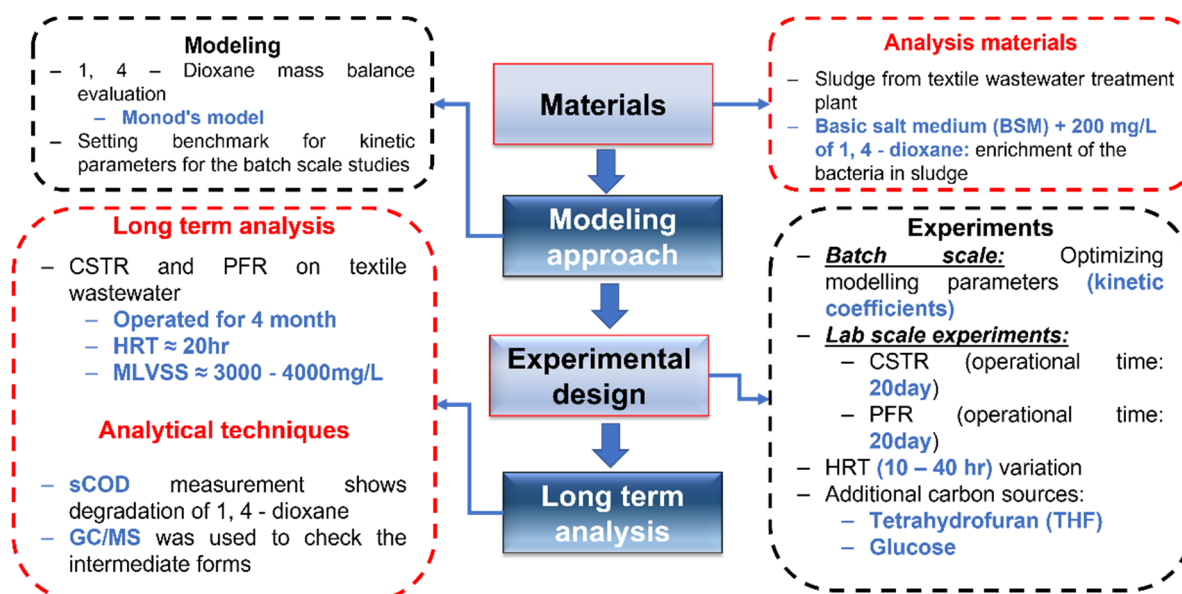 Modeling
– 1, 4 – Dioxane mass balance
evaluation
– Monod's model
– Setting benchmark for kinetic
parameters for the batch scale studies
Materials
Modeling
approach
Experimental
design
Long term
analysis
Analysis materials
– Sludge from textile wastewater treatment
plant
– Basic salt medium (BSM) + 200 mg/L
of 1, 4 - dioxane: enrichment of the
bacteria in sludge
Long term analysis
– CSTR and PFR on textile
wastewater
– Operated for 4 month
– HRT ≈ 20hr
– MLVSS ≈ 3000 - 4000mg/L
Analytical techniques
– sCOD measurement shows
degradation of 1, 4 - dioxane
– GC/MS was used to check the
intermediate forms
Experiments
– Batch scale: Optimizing
modelling parameters (kinetic
coefficients)
– Lab scale experiments:
– CSTR (operational time:
20day)
– PFR (operational time:
20day)
– HRT (10 – 40 hr) variation
– Additional carbon sources:
– Tetrahydrofuran (THF)
– Glucose